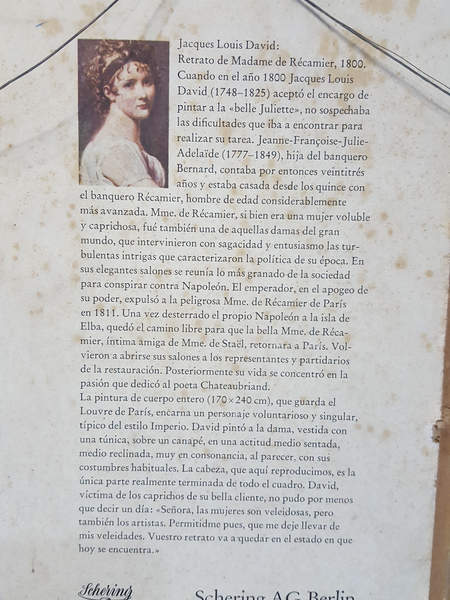 Jacques Louis David:
Retrato de Madame de Récamier, 1800.
Cuando en el año 1800 Jacques Louis
David (1748–1825) aceptó el encargo de
pintar a la «belle Juliette», no sospechaba
las dificultades que iba a encontrar para
realizar su tarea. Jeanne-Françoise-Julie-
Adelaïde (1777–1849), hija del banquero
Bernard, contaba por entonces veintitrés
años y estaba casada desde los quince con
el banquero Récamier, hombre de edad considerablemente
más avanzada. Mme. de Récamier, si bien era una mujer voluble
y caprichosa, fué también una de aquellas damas del gran
mundo, que intervinieron con sagacidad y entusiasmo las tur-
bulentas intrigas que caracterizaron la política de su época. En
sus elegantes salones se reunía lo más granado de la sociedad
para conspirar contra Napoleón. El emperador, en el apogeo de
su poder, expulsó a la peligrosa Mme. de Récamier de París
en 1811. Una vez desterrado el propio Napoleón a la isla de
Elba, quedó el camino libre para que la bella Mme. de Réca-
mier, íntima amiga de Mme. de Staël, retornara a París. Vol-
vieron a abrirse sus salones a los representantes y partidarios
de la restauración. Posteriormente su vida se concentró en la
pasión que dedicó al poeta Chateaubriand.
La pintura de cuerpo entero (170 × 240 cm), que guarda el
Louvre de París, encarna un personaje voluntarioso y singular,
típico del estilo Imperio. David pintó a la dama, vestida con
una túnica, sobre un canapé, en una actitud medio sentada,
medio reclinada, muy en consonancia, al parecer, con sus
costumbres habituales. La cabeza, que aquí reproducimos, es la
única parte realmente terminada de todo el cuadro. David,
víctima de los caprichos de su bella cliente, no pudo por menos
que decir un día: «Señora, las mujeres son veleidosas, pero
también los artistas. Permitidme pues, que me deje llevar de
mis veleidades. Vuestro retrato va a quedar en el estado en que
hoy se encuentra.»
Schering Schering AG Berlin